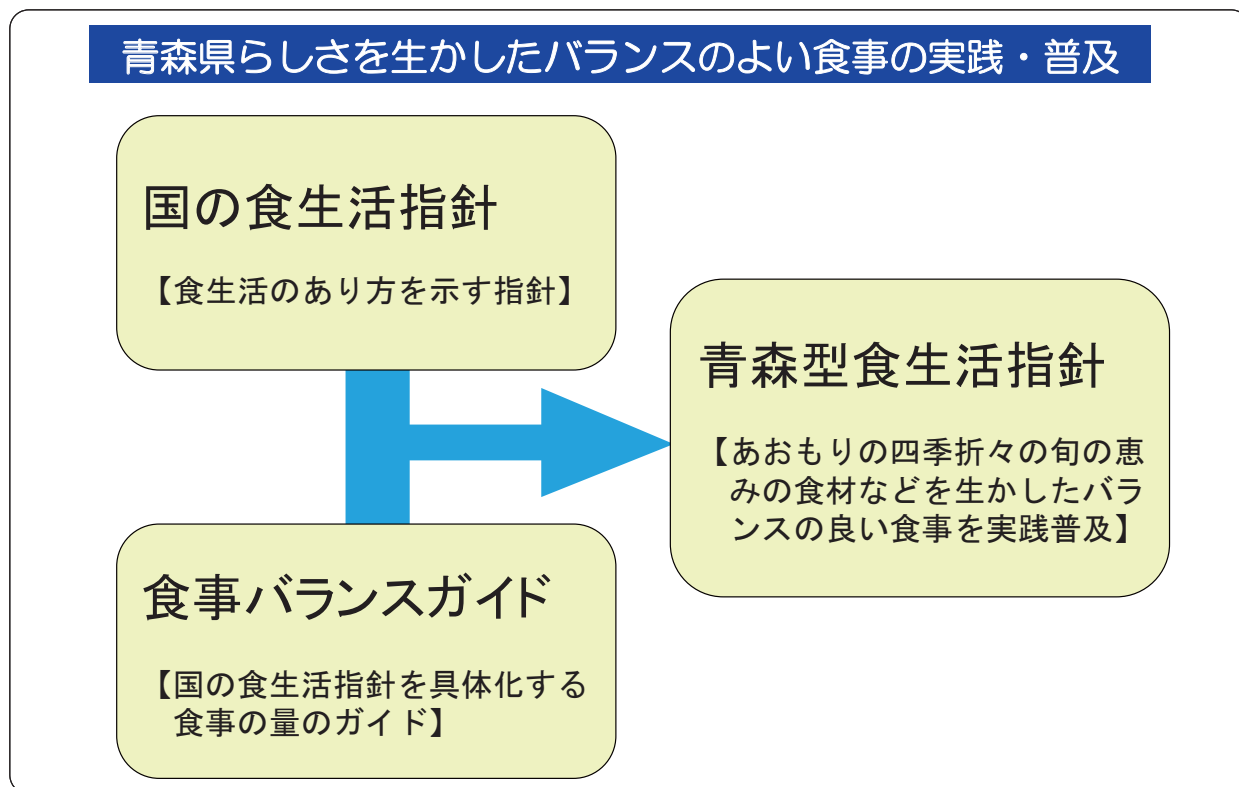 青森県らしさを生かしたバランスのよい食事の実践・普及
国の食生活指針
【食生活のあり方を示す指針】
食事バランスガイド
【国の食生活指針を具体化する
食事の量のガイド】
青森型食生活指針
【あおもりの四季折々の旬の恵
みの食材などを生かしたバラ
ンスの良い食事を実践普及】